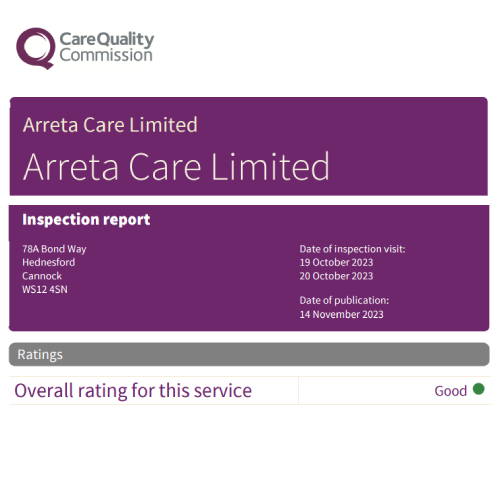 CareQuality
Commission
Arreta Care Limited
Arreta Care Limited
Inspection report
78A Bond Way
Hednesford
Cannock
WS12 4SN
Date of inspection visit:
19 October 2023
20 October 2023
Date of publication:
14 November 2023
Ratings
Overall rating for this service
Good